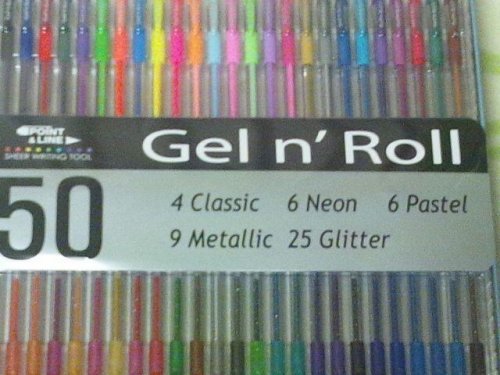 POINT
& LINE
SHEER WRITING TOOL
Gel n' Roll
50
4 Classic 6 Neon 6 Pastel
9 Metallic 25 Glitter